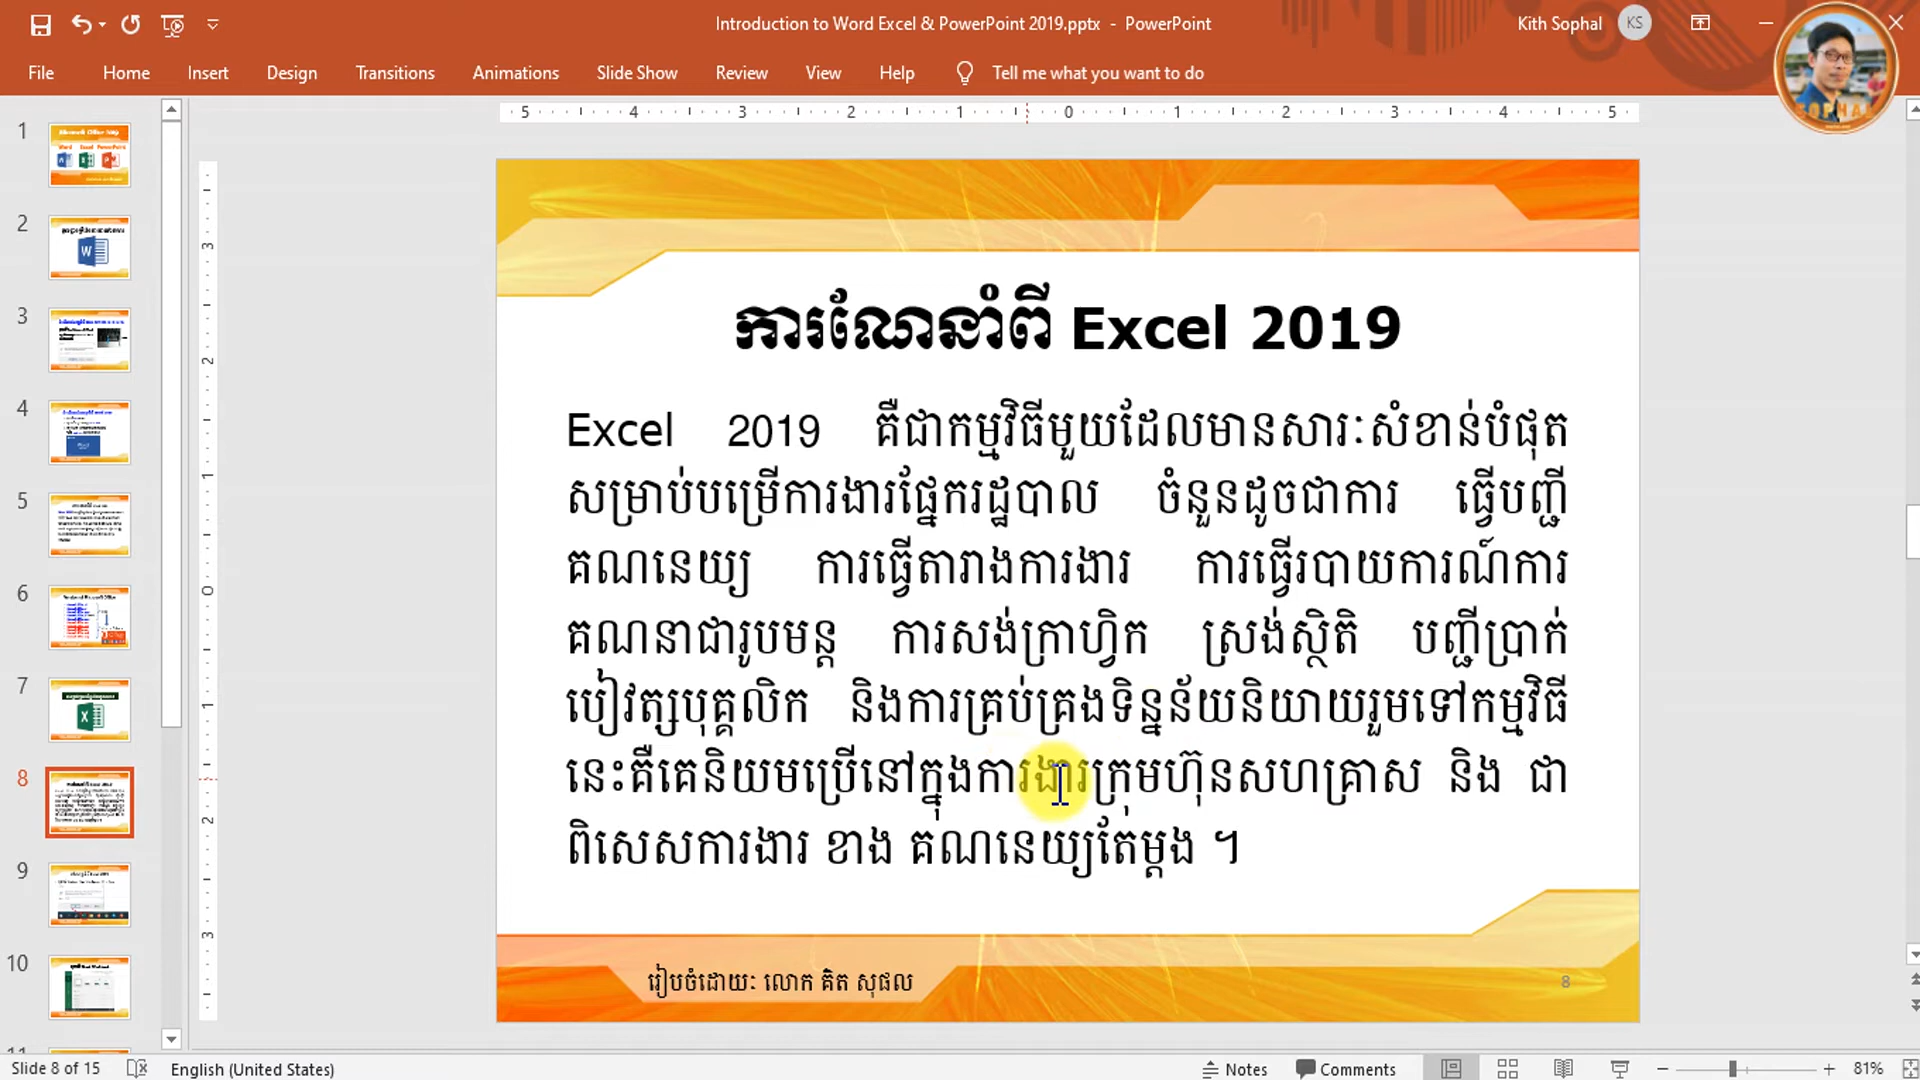 Introduction to Word Excel & PowerPoint 2019.pptx - PowerPoint
Kith Sophal
KS
File Home Insert Design Transitions Animations Slide Show Review View Help Tell me what you want to do
ការណែនាំពី Excel 2019
Excel 2019 គឺជាកម្មវិធីមួយដែលមានសារៈសំខាន់បំផុត
សម្រាប់បម្រើការងារផ្នែករដ្ឋបាល ចំនួនដូចជាការ ធ្វើបញ្ជី
គណនេយ្យ ការធ្វើតារាងការងារ ការធ្វើរបាយការណ៍ការ
គណនាជារូបមន្ត ការសង់ក្រាហ្វិក ស្រង់ស្ថិតិ បញ្ជីប្រាក់
បៀវត្សបុគ្គលិក និងការគ្រប់គ្រងទិន្នន័យនិយាយរួមទៅកម្មវិធី
នេះគឺគេនិយមប្រើនៅក្នុងការងារក្រុមហ៊ុនសហគ្រាស និង ជា
ពិសេសការងារ ខាង គណនេយ្យតែម្តង ។
រៀបចំដោយៈ លោក គិត សុផល
8
1
2
3
4
5
6
7
8
9
10
Slide 8 of 15
English (United States)
Notes
Comments
81%